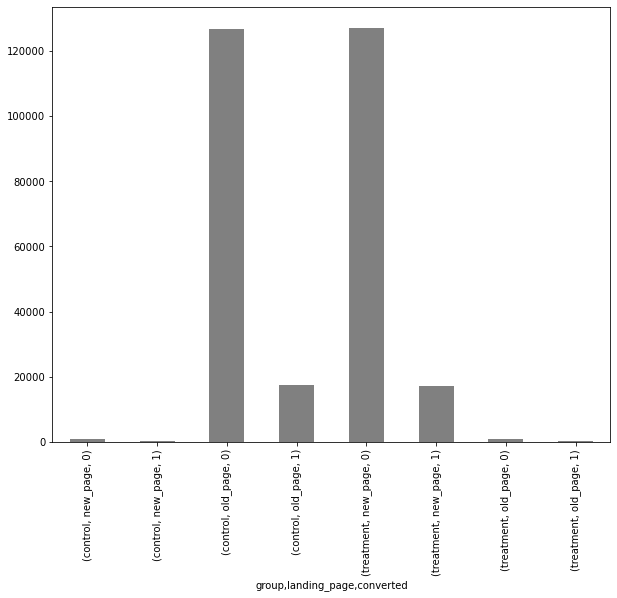 120000
100000
80000
60000
40000
20000
0
(control, new_page, 0)
(control, new_page, 1)
(control, old_page, 0)
(control, old_page, 1)
(treatment, new_page, 0)
(treatment, new_page, 1)
(treatment, old_page, 0)
(treatment, old_page, 1)
group,landing_page,converted